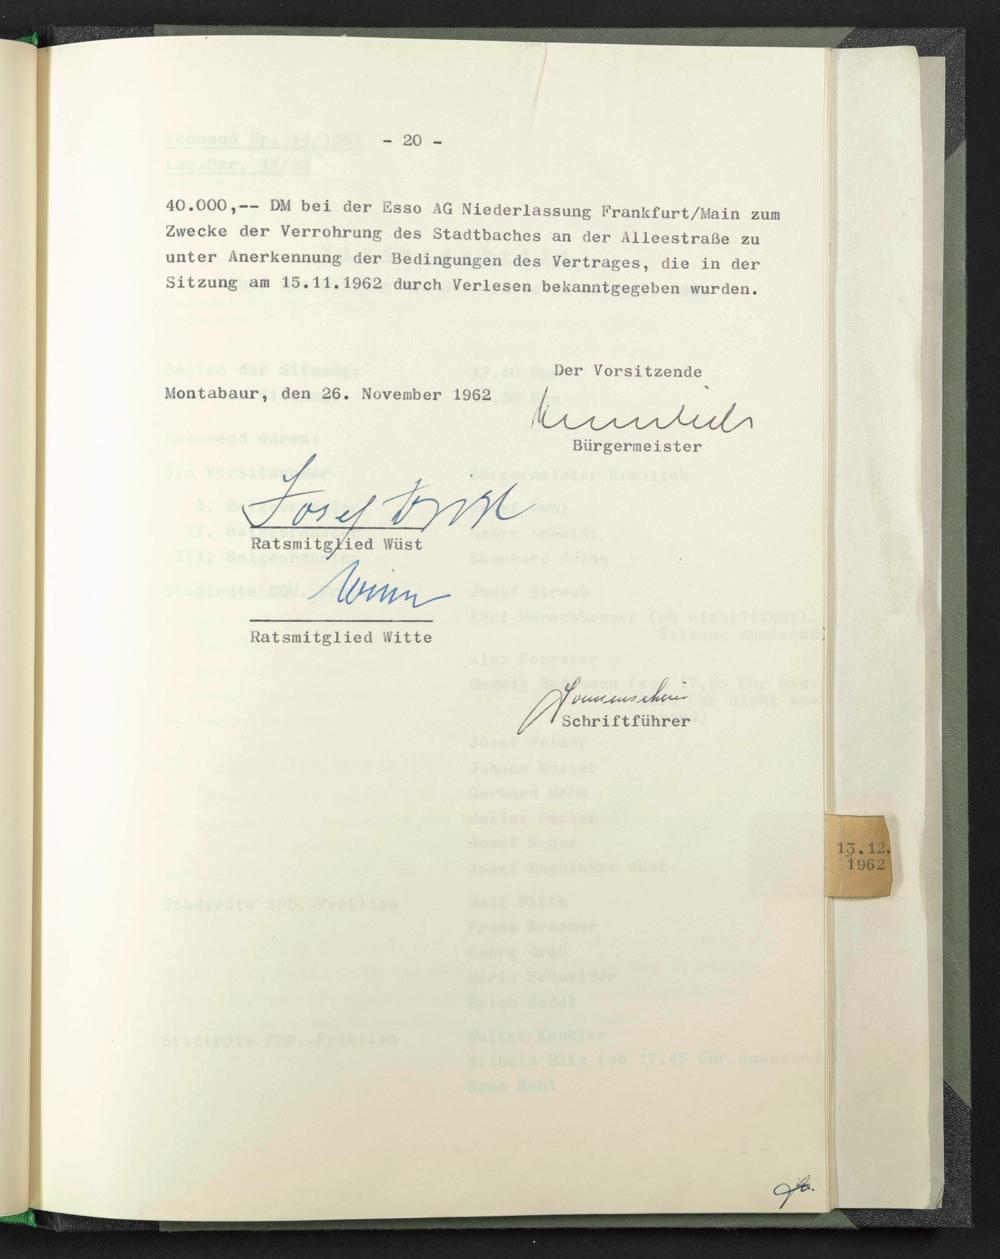 - 20 -
40.000,-- DM bei der Esso AG Niederlassung Frankfurt/Main zum
Zwecke der Verrohrung des Stadtbaches an der Alleestraße zu
unter Anerkennung der Bedingungen des Vertrages, die in der
Sitzung am 15.11.1962 durch Verlesen bekanntgegeben wurden.
Der Vorsitzende
Montabaur, den 26. November 1962
Bürgermeister
Josef Wüst
Ratsmitglied Wüst
Ratsmitglied Witte
Schriftführer
13.12.
1962